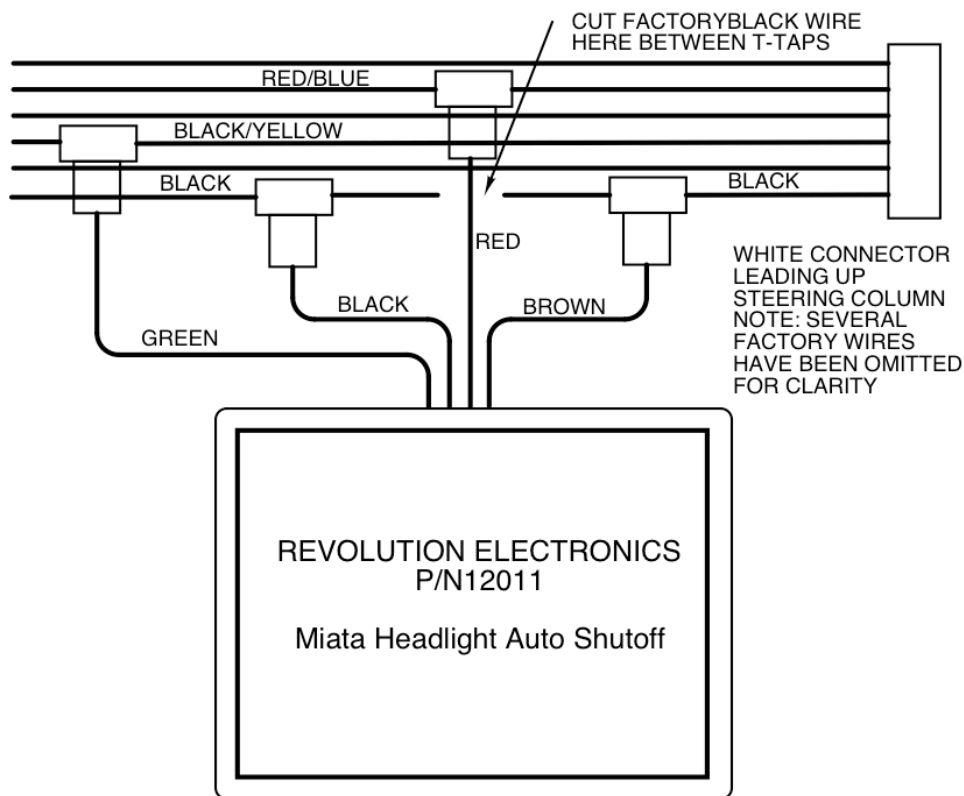 CUT FACTORYBLACK WIRE
HERE BETWEEN T-TAPS
RED/BLUE
BLACK/YELLOW
BLACK
BLACK
RED
WHITE CONNECTOR
LEADING UP
STEERING COLUMN
NOTE: SEVERAL
FACTORY WIRES
HAVE BEEN OMITTED
FOR CLARITY
BLACK
BROWN
GREEN
REVOLUTION ELECTRONICS
P/N12011
Miata Headlight Auto Shutoff